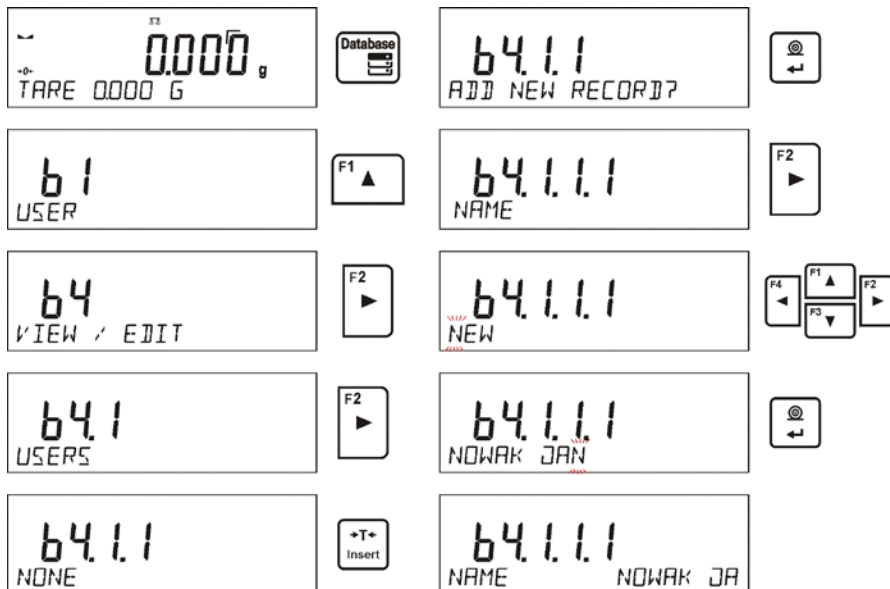 0.000 g
→0←
TARE 0.000 G
Database
b1
USER
F1
b4
VIEW / EDIT
F2
b4.1
USERS
F2
b4.1.1
NONE
→T←
Insert
b4.1.1
ADD NEW RECORD?
b4.1.1.1
NAME
F2
b4.1.1.1
NEW
F4
F1
F3
F2
b4.1.1.1
NOWAK JAN
b4.1.1.1
NAME NOWAK JA